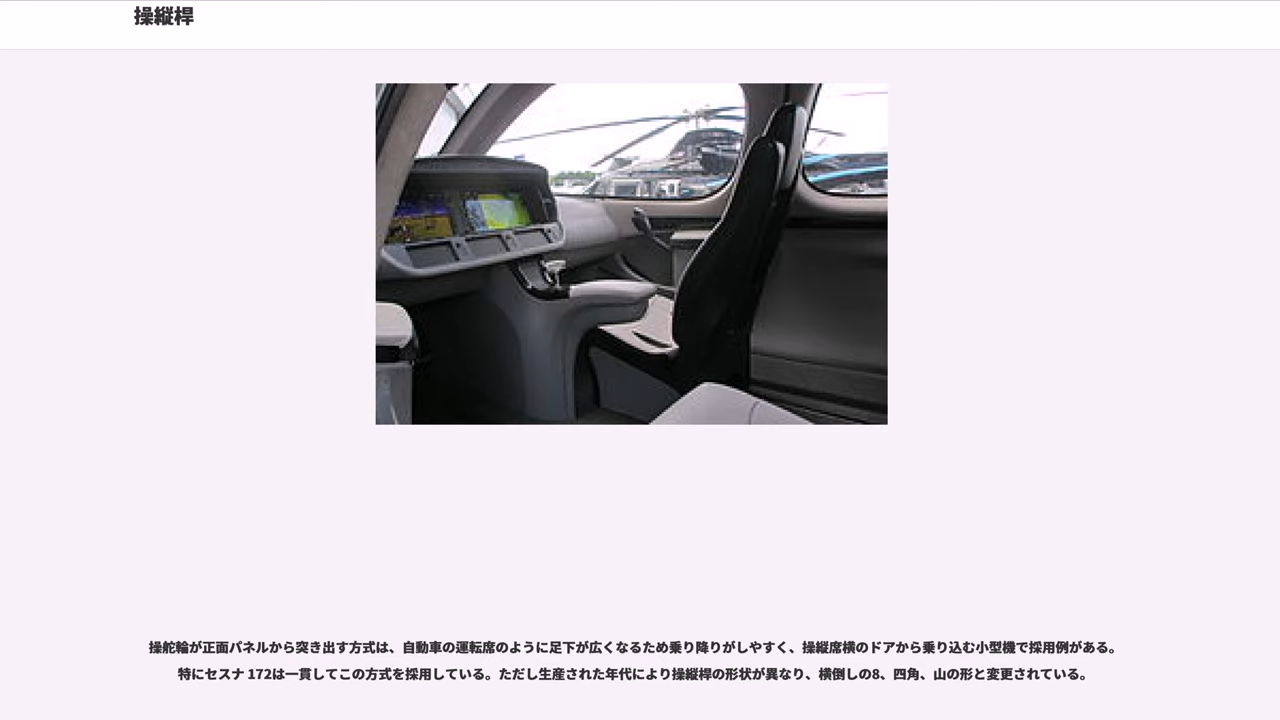 操縦桿
操舵輪が正面パネルから突き出す方式は、自動車の運転席のように足下が広くなるため乗り降りがしやすく、操縦席横のドアから乗り込む小型機で採用例がある。
特にセスナ 172は一貫してこの方式を採用している。ただし生産された年代により操縦桿の形状が異なり、横倒しの8、四角、山の形と変更されている。